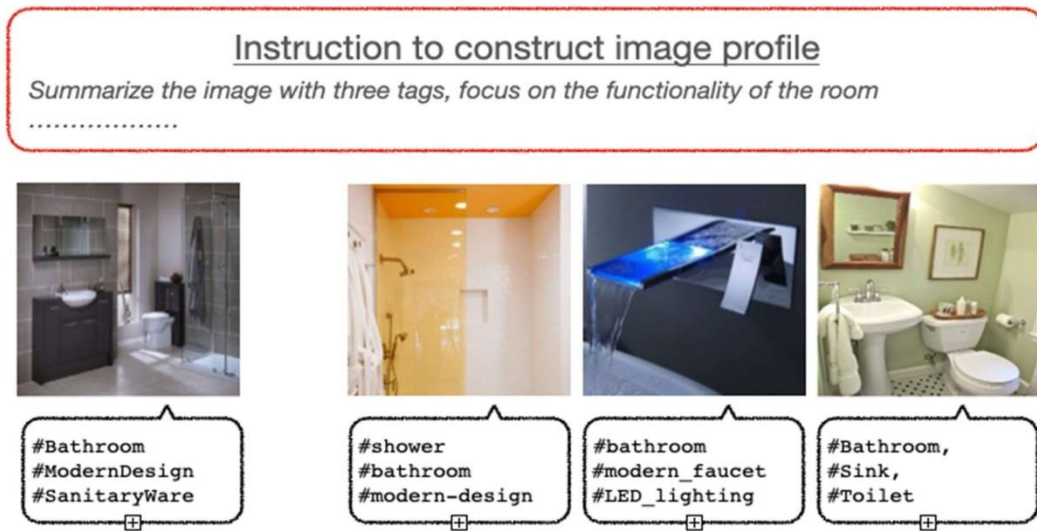 Instruction to construct image profile
Summarize the image with three tags, focus on the functionality of the room
..................
#Bathroom
#ModernDesign
#SanitaryWare
#shower
#bathroom
#modern-design
#bathroom
#modern_faucet
#LED_lighting
#Bathroom,
#Sink,
#Toilet